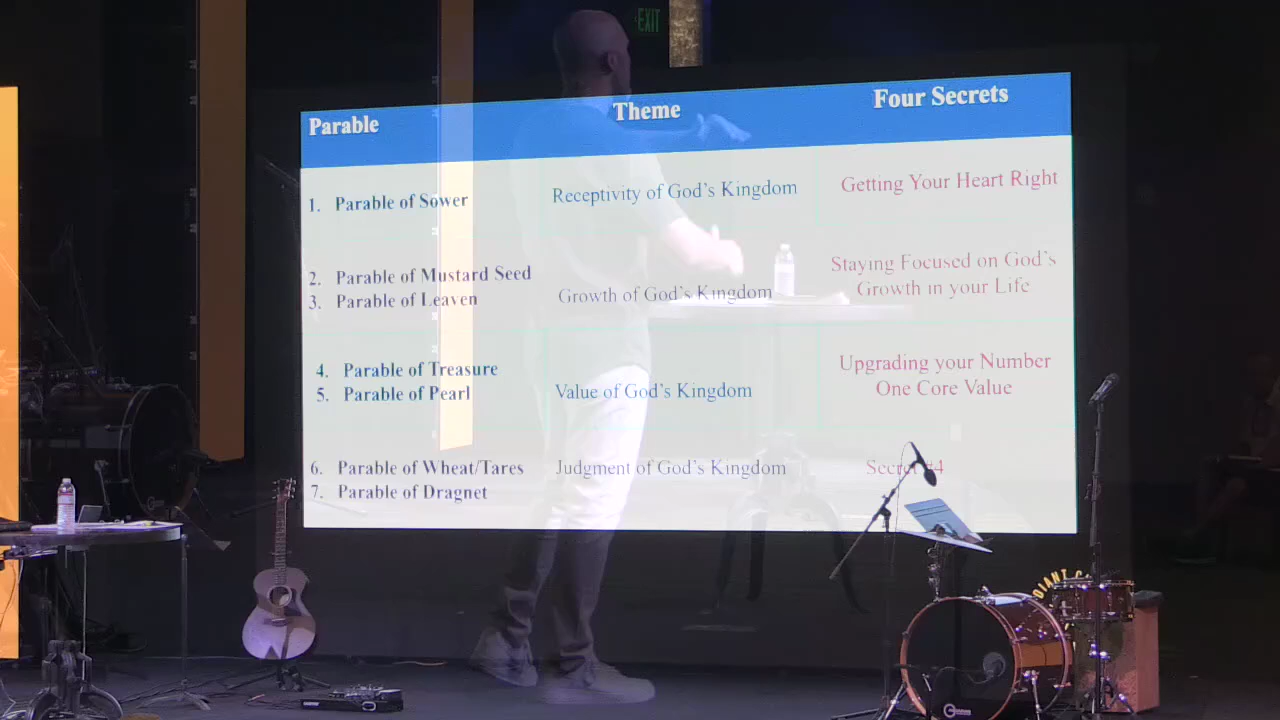 EXIT
Parable
Theme
Four Secrets
1. Parable of Sower
Receptivity of God's Kingdom
Getting Your Heart Right
2. Parable of Mustard Seed
3. Parable of Leaven
Growth of God's Kingdom
Staying Focused on God's
Growth in your Life
4. Parable of Treasure
5. Parable of Pearl
Value of God's Kingdom
Upgrading your Number
One Core Value
6. Parable of Wheat/Tares
7. Parable of Dragnet
Judgment of God's Kingdom
Secret #4